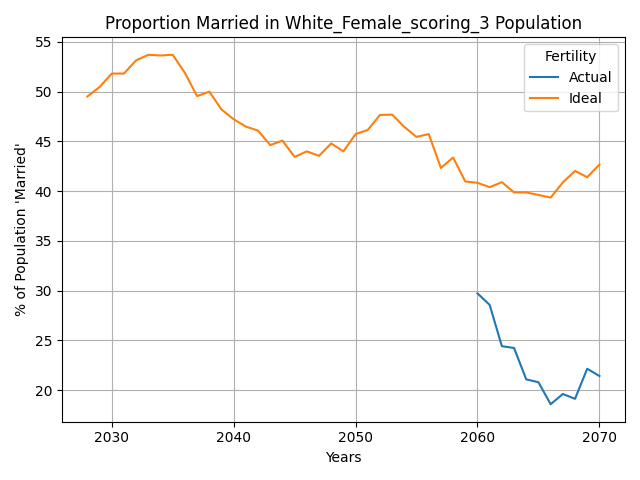 Proportion Married in White_Female_scoring_3 Population
Fertility
Actual
Ideal
% of Population 'Married'
55
50
45
40
35
30
25
20
2030
2040
2050
2060
2070
Years